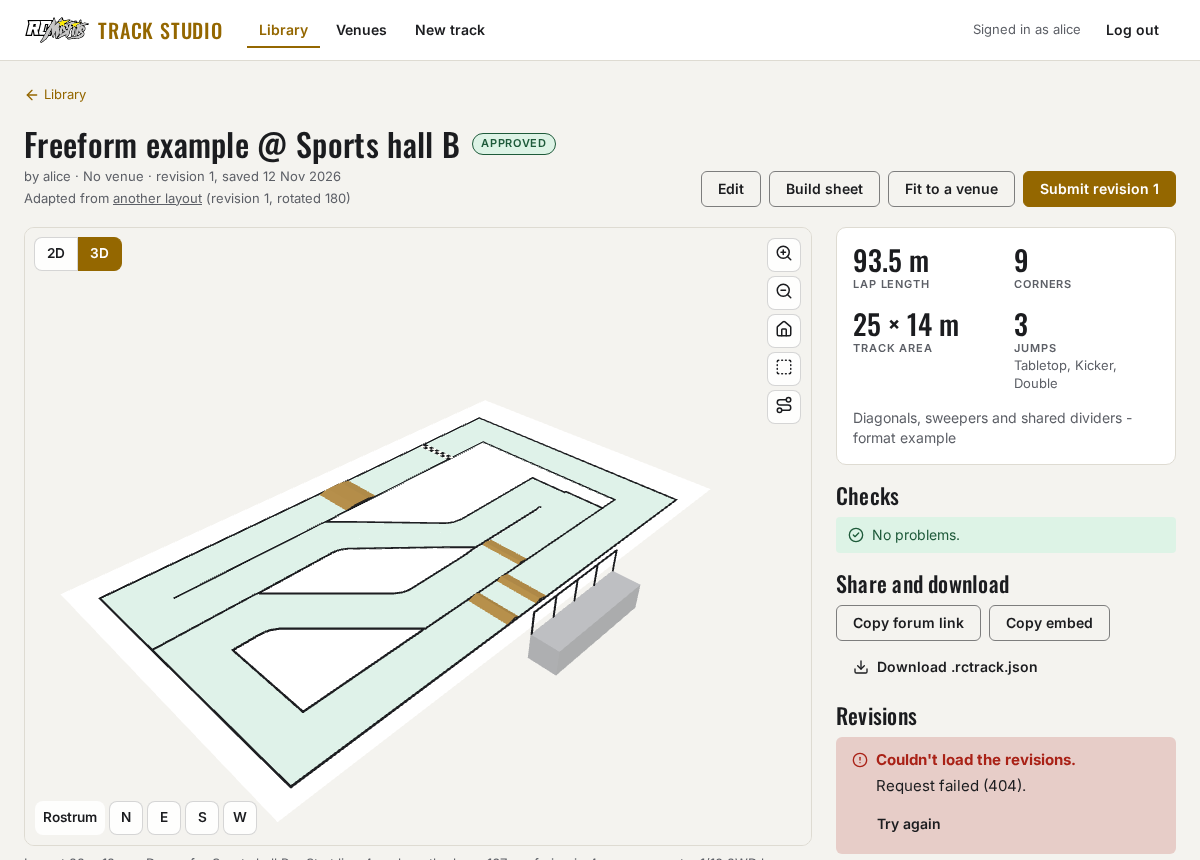 RC
TRACK STUDIO
Library
Venues
New track
Signed in as alice
Log out
Library
Freeform example @ Sports hall B
APPROVED
by alice · No venue · revision 1, saved 12 Nov 2026
Adapted from another layout (revision 1, rotated 180)
Edit
Build sheet
Fit to a venue
Submit revision 1
2D
3D
93.5 m
LAP LENGTH
9
CORNERS
25 × 14 m
TRACK AREA
3
JUMPS
Tabletop, Kicker,
Double
Diagonals, sweepers and shared dividers -
format example
Checks
No problems.
Share and download
Copy forum link
Copy embed
Download .rctrack.json
Revisions
Couldn't load the revisions.
Request failed (404).
Try again
Rostrum
N
E
S
W